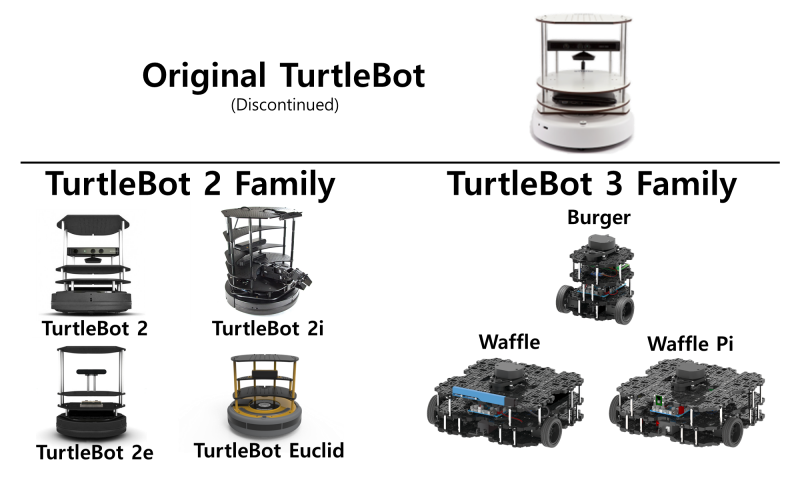 Original TurtleBot
(Discontinued)
TurtleBot 2 Family
TurtleBot 3 Family
TurtleBot 2
TurtleBot 2i
TurtleBot 2e
TurtleBot Euclid
Burger
Waffle
Waffle Pi